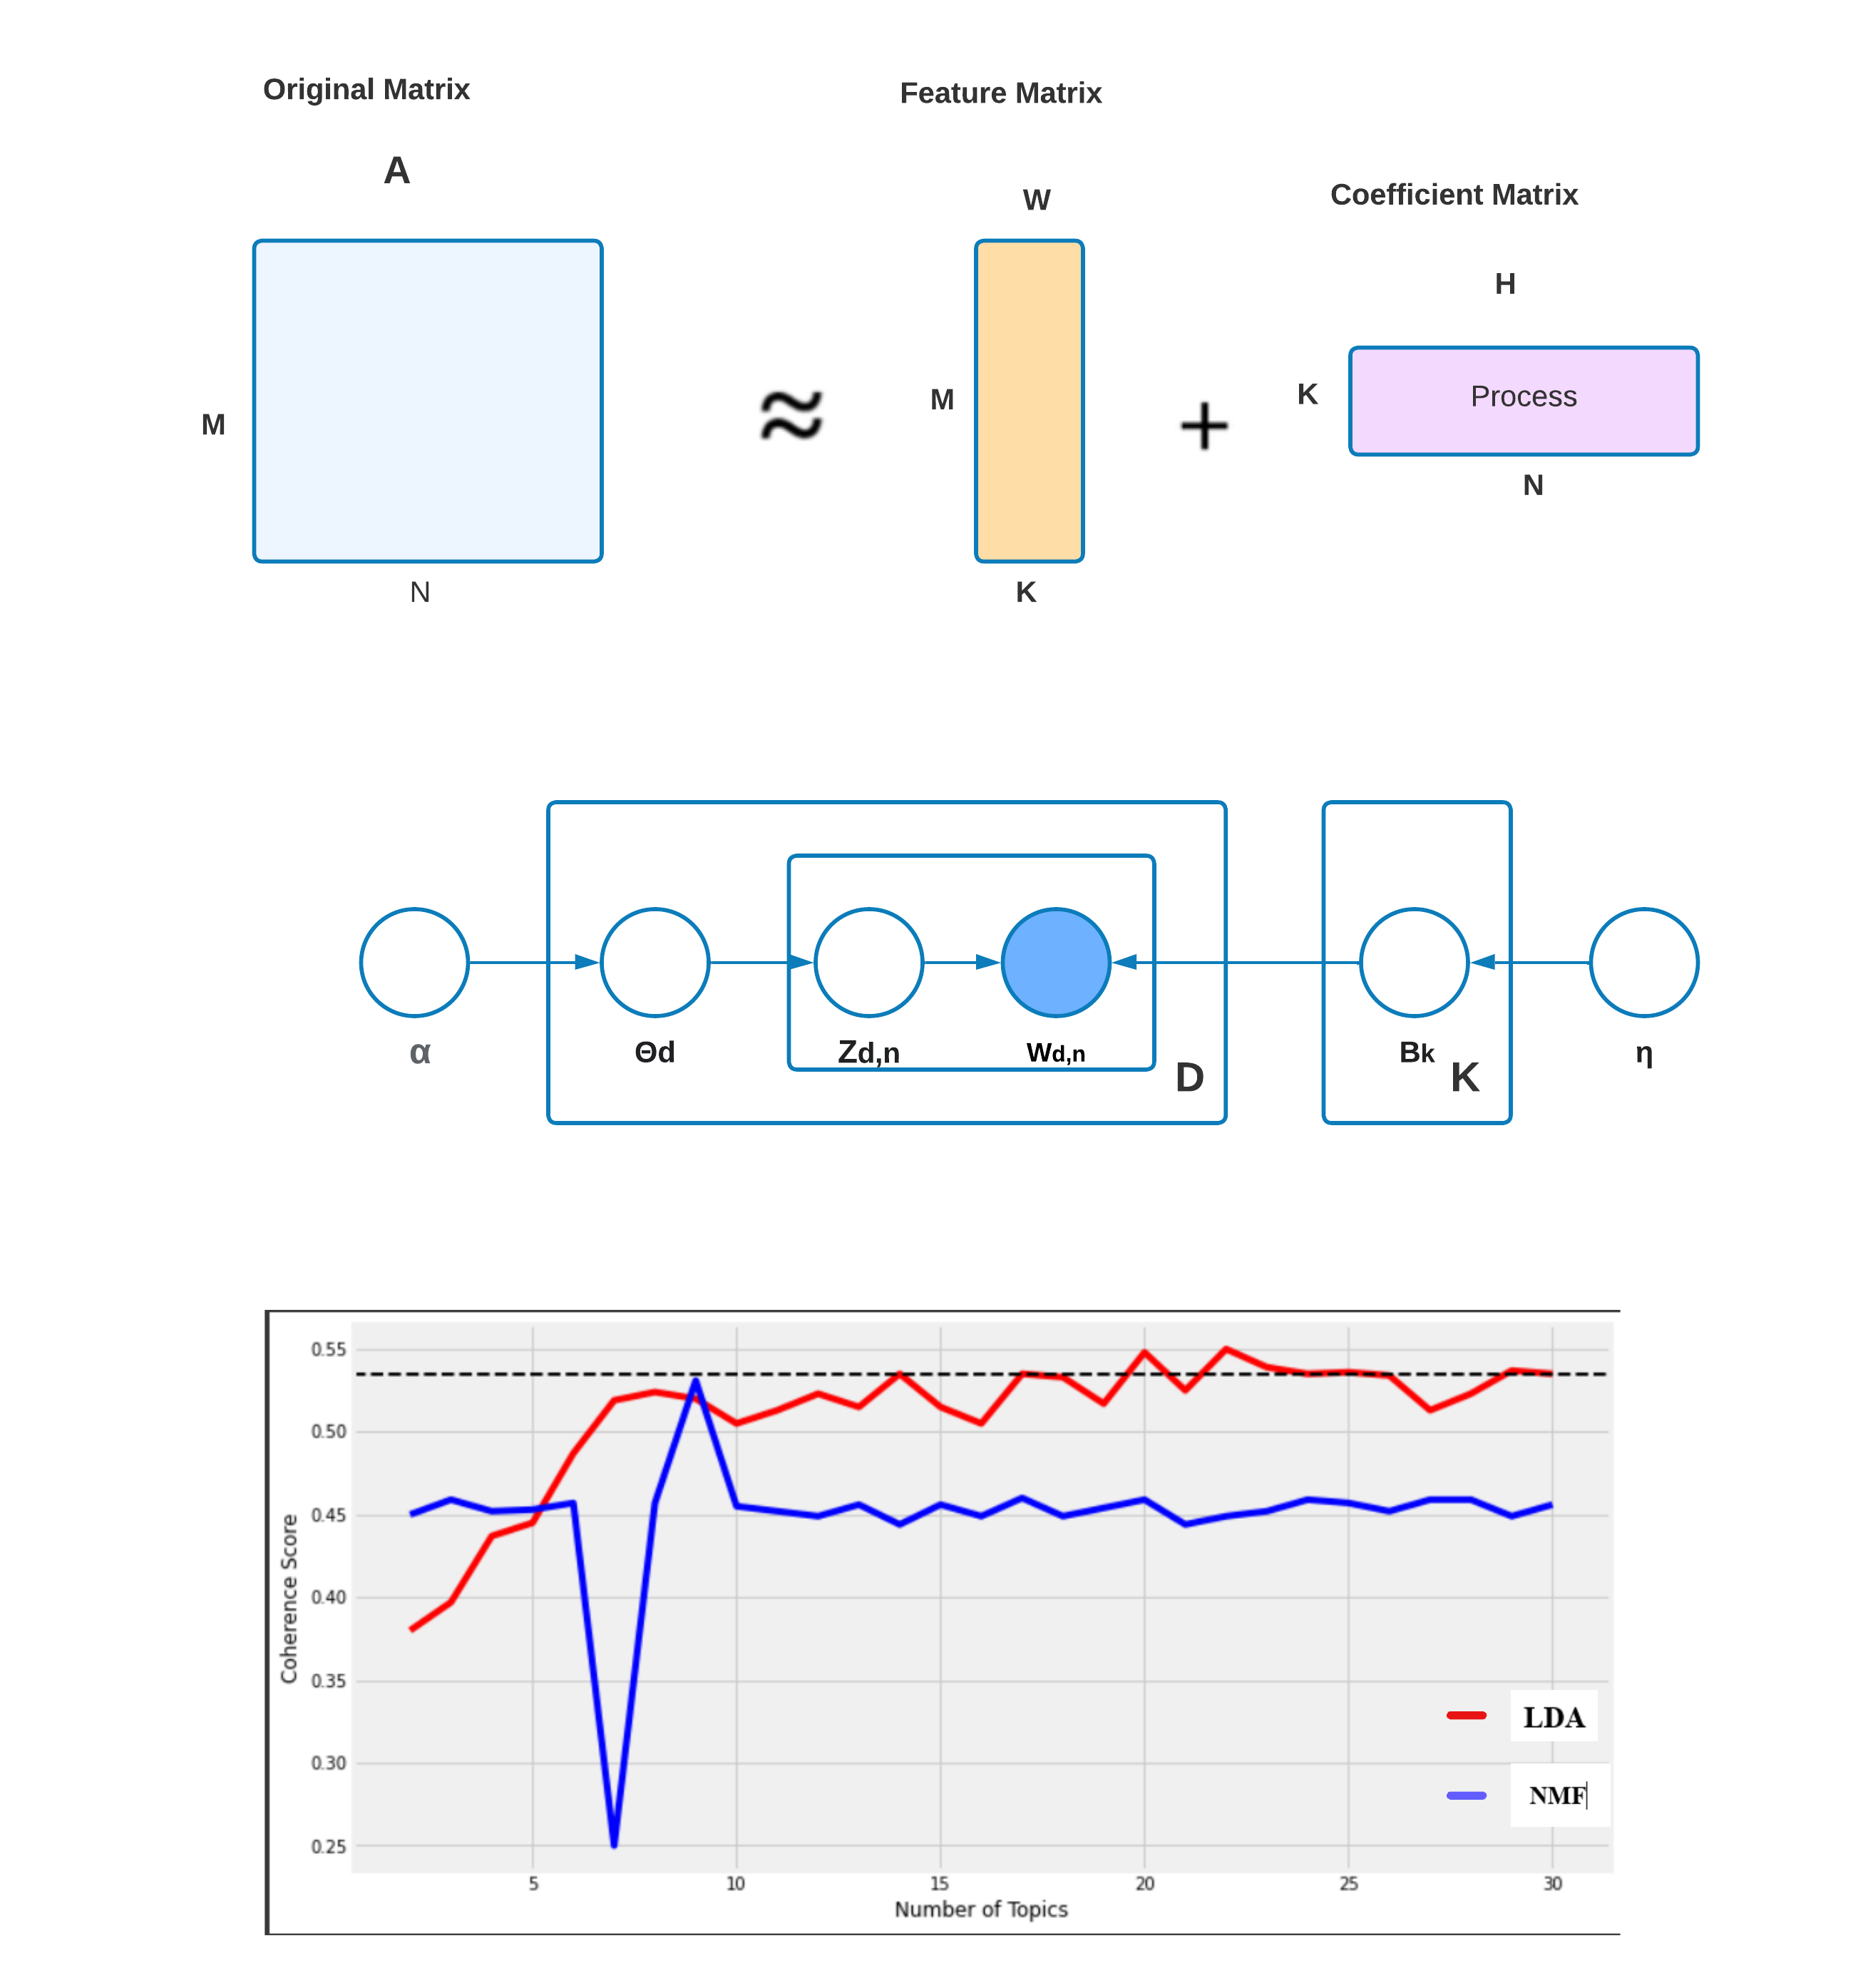 Original Matrix
Feature Matrix
A
W
Coefficient Matrix
H
M
≈
M
+
K
Process
N
N
K
α
Θd
Zd,n
Wd,n
D
Bk
K
η
0.55
0.50
0.45
0.40
0.35
0.30
0.25
Coherence Score
LDA
NMF
5
10
15
20
25
30
Number of Topics